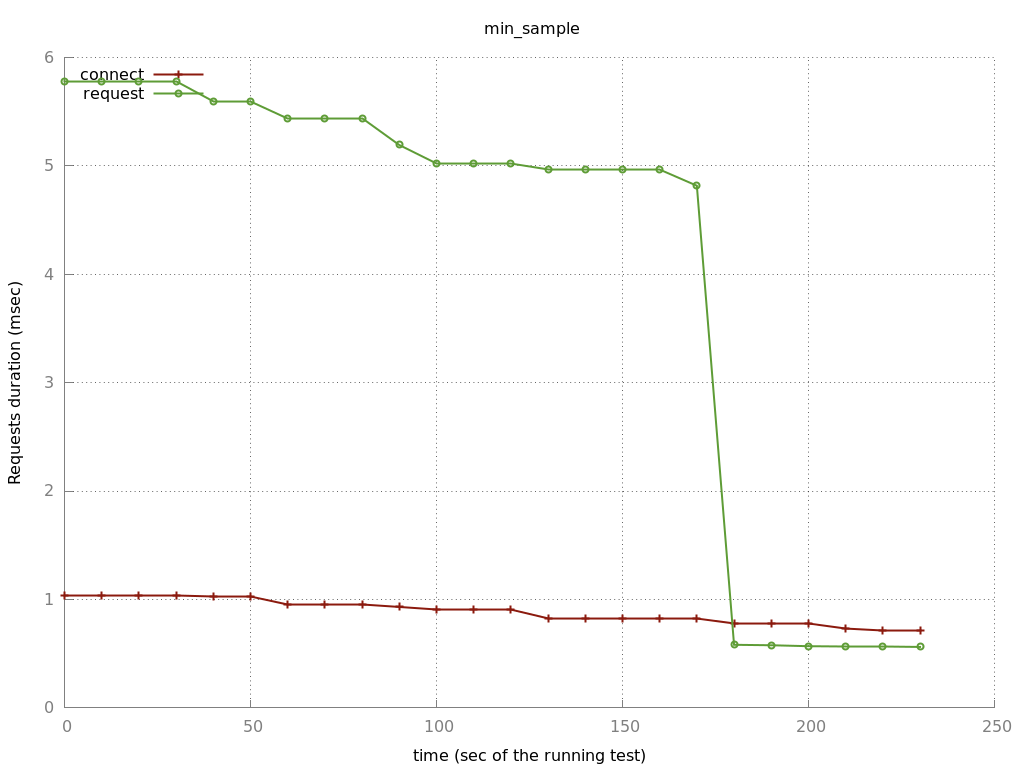 min_sample
connect
request
6
5
4
3
2
1
0
Requests duration (msec)
0 50 100 150 200 250
time (sec of the running test)